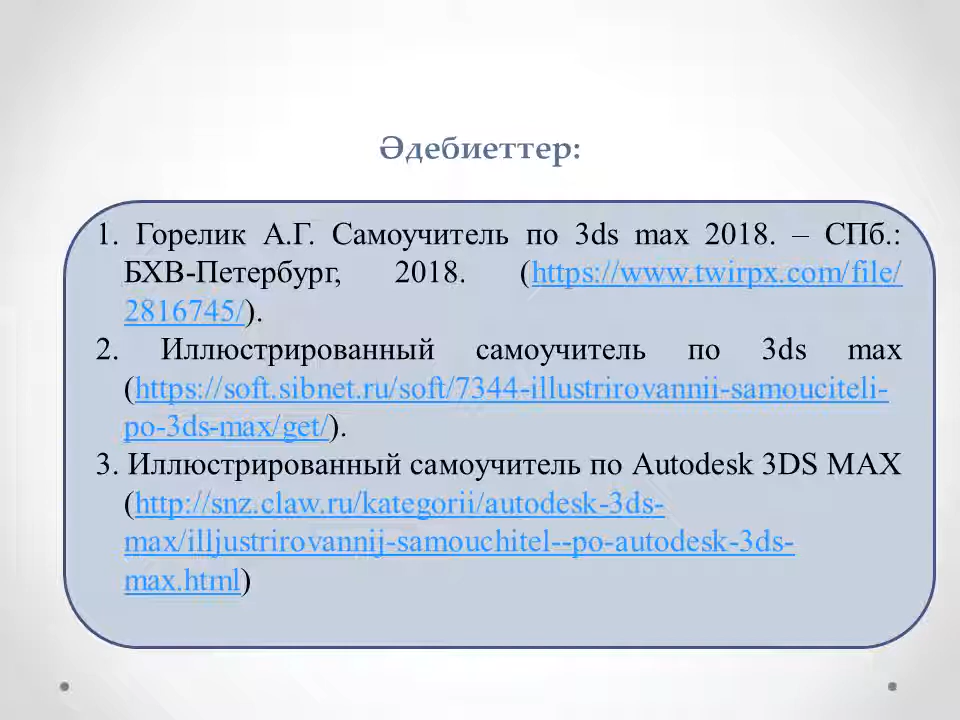 Әдебиеттер:
1. Горелик А.Г. Самоучитель по 3ds max 2018. – СПб.:
БХВ-Петербург, 2018. (https://www.twirpx.com/file/
2816745/).
2. Иллюстрированный самоучитель по 3ds max
(https://soft.sibnet.ru/soft/7344-illustrirovannii-samouciteli-
po-3ds-max/get/).
3. Иллюстрированный самоучитель по Autodesk 3DS MAX
(http://snz.claw.ru/kategorii/autodesk-3ds-
max/illjustrirovannij-samouchitel--po-autodesk-3ds-
max.html)